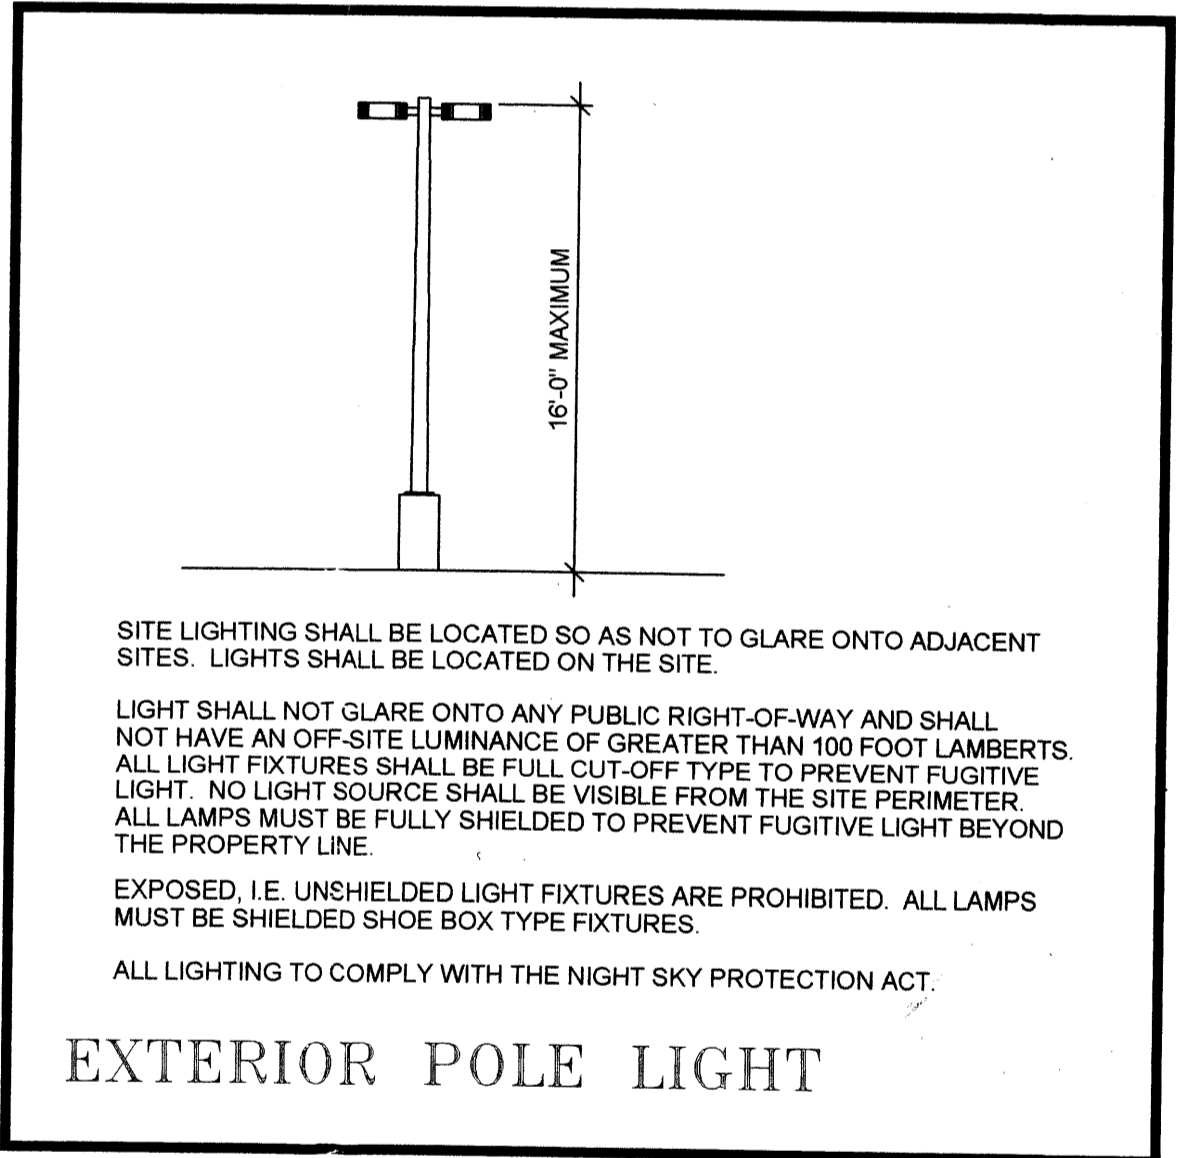 16'-0" MAXIMUM
SITE LIGHTING SHALL BE LOCATED SO AS NOT TO GLARE ONTO ADJACENT
SITES. LIGHTS SHALL BE LOCATED ON THE SITE.
LIGHT SHALL NOT GLARE ONTO ANY PUBLIC RIGHT-OF-WAY AND SHALL
NOT HAVE AN OFF-SITE LUMINANCE OF GREATER THAN 100 FOOT LAMBERTS.
ALL LIGHT FIXTURES SHALL BE FULL CUT-OFF TYPE TO PREVENT FUGITIVE
LIGHT. NO LIGHT SOURCE SHALL BE VISIBLE FROM THE SITE PERIMETER.
ALL LAMPS MUST BE FULLY SHIELDED TO PREVENT FUGITIVE LIGHT BEYOND
THE PROPERTY LINE.
EXPOSED, I.E. UNSHIELDED LIGHT FIXTURES ARE PROHIBITED. ALL LAMPS
MUST BE SHIELDED SHOE BOX TYPE FIXTURES.
ALL LIGHTING TO COMPLY WITH THE NIGHT SKY PROTECTION ACT.
EXTERIOR POLE LIGHT